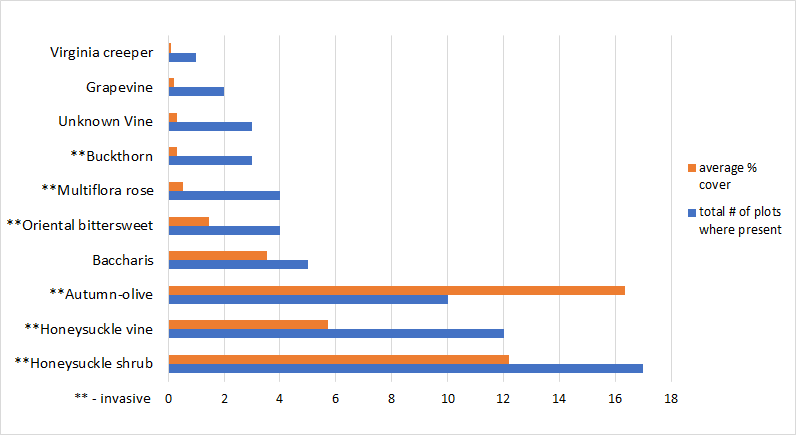 Virginia creeper
Grapevine
Unknown Vine
**Buckthorn
**Multiflora rose
**Oriental bittersweet
Baccharis
**Autumn-olive
**Honeysuckle vine
**Honeysuckle shrub
** - invasive
0 2 4 6 8 10 12 14 16 18
average %
cover
total # of plots
where present